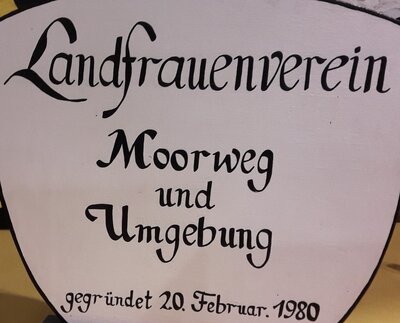 Landfrauenverein
Moorweg
und
Umgebung
gegründet 20. Februar. 1980